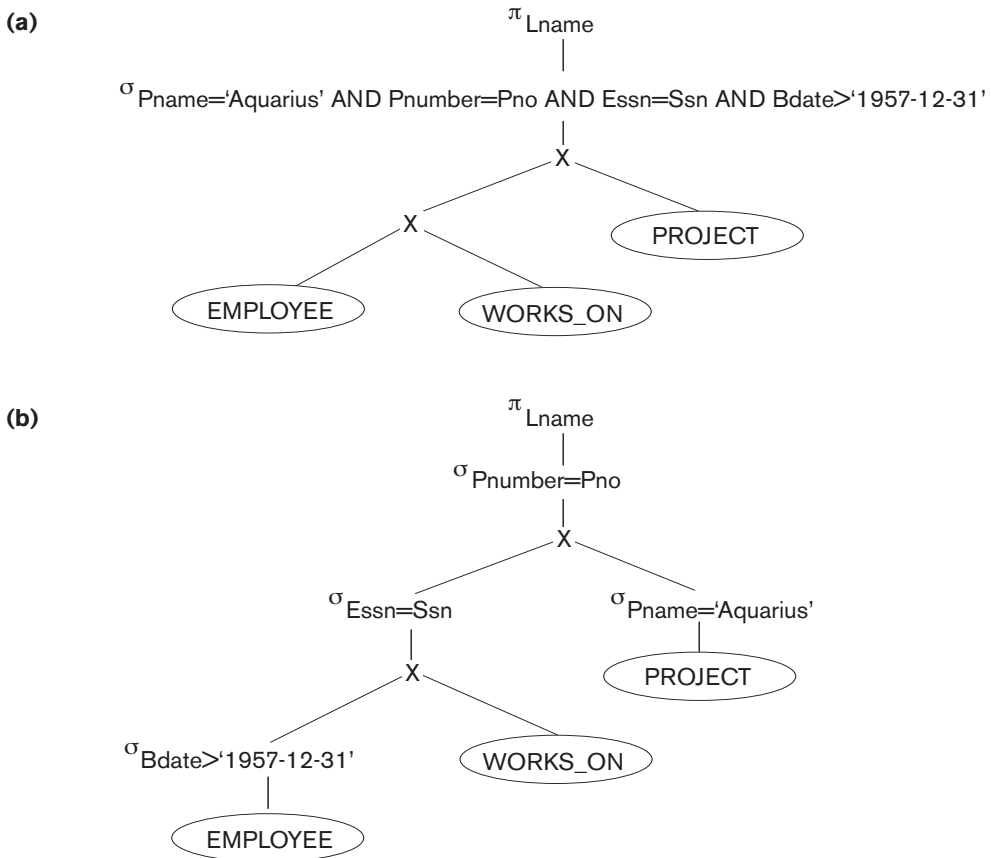 (a)
π Lname
σ Pname='Aquarius' AND Pnumber=Pno AND Essn=Ssn AND Bdate>'1957-12-31'
X
X
PROJECT
EMPLOYEE
WORKS_ON
(b)
π Lname
σ Pnumber=Pno
X
σ Essn=Ssn
σ Pname='Aquarius'
X
PROJECT
σ Bdate>'1957-12-31'
WORKS_ON
EMPLOYEE